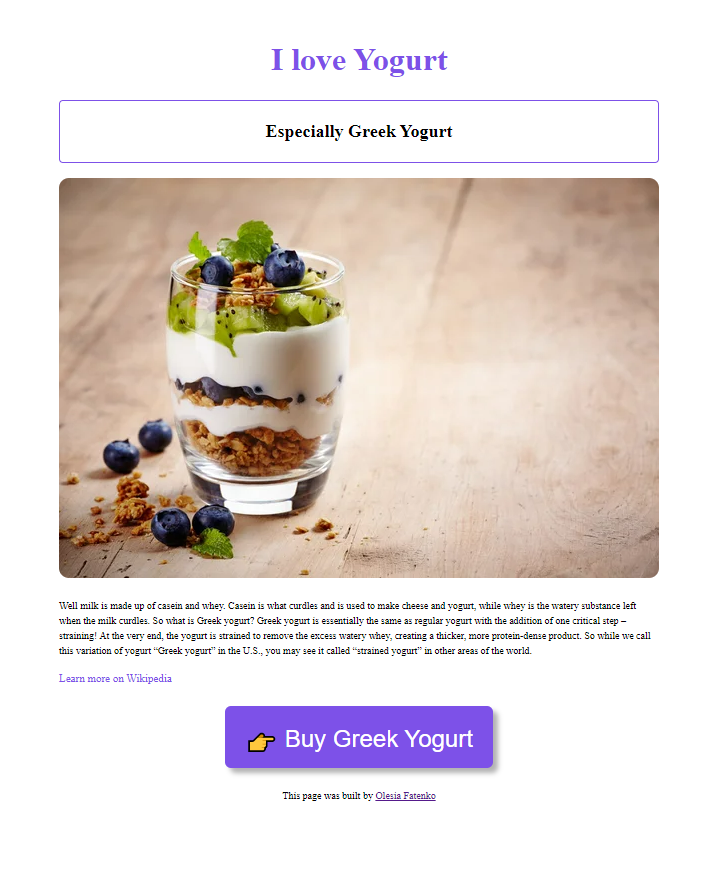 I love Yogurt
Especially Greek Yogurt
Well milk is made up of casein and whey. Casein is what curdles and is used to make cheese and yogurt, while whey is the watery substance left
when the milk curdles. So what is Greek yogurt? Greek yogurt is essentially the same as regular yogurt with the addition of one critical step –
straining! At the very end, the yogurt is strained to remove the excess watery whey, creating a thicker, more protein-dense product. So while we call
this variation of yogurt “Greek yogurt” in the U.S., you may see it called “strained yogurt” in other areas of the world.
Learn more on Wikipedia
👉 Buy Greek Yogurt
This page was built by Olesia Fatenko